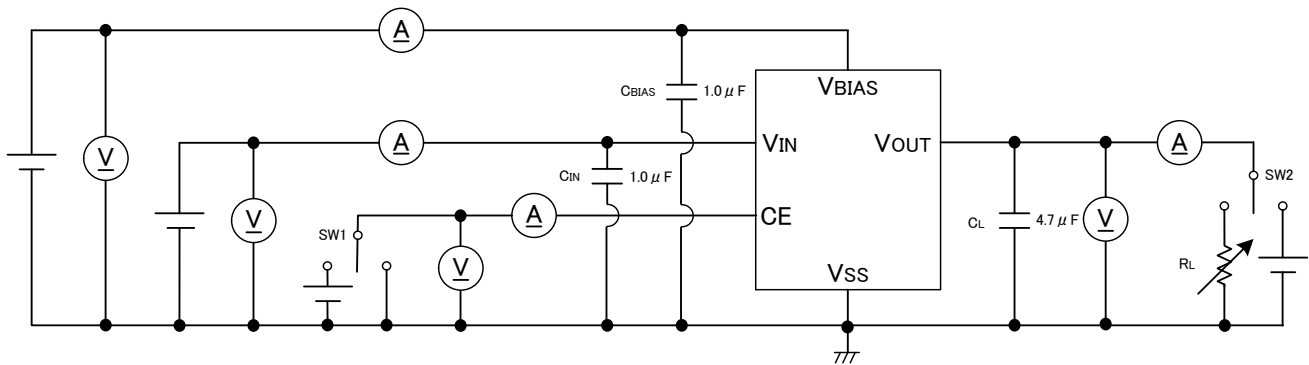 A
CBIAS 1.0μF
VBIAS
V
A
VIN
VOUT
A
CIN 1.0μF
SW2
V
SW1
A
CE
CL 4.7μF
V
V
VSS
RL